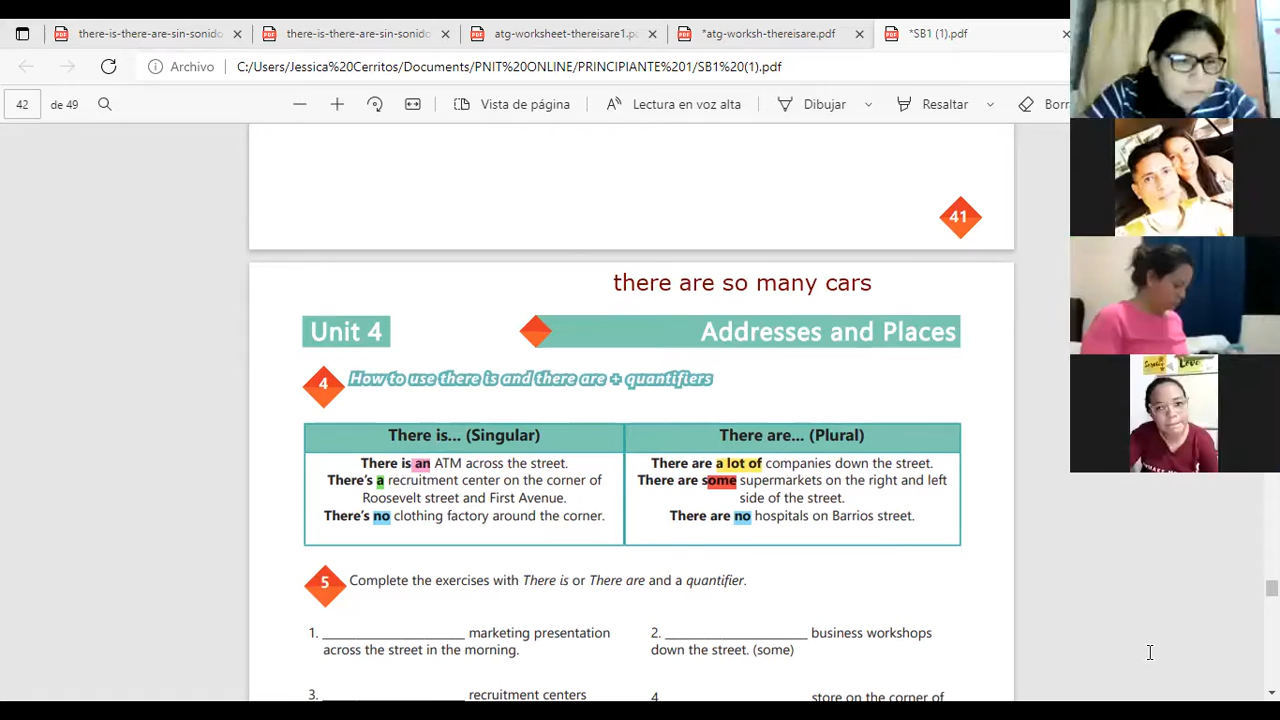 there-is-there-are-sin-sonido
there-is-there-are-sin-sonido
atg-worksheet-thereisare1.pd
*atg-worksh-thereisare.pdf
*SB1 (1).pdf
Archivo
C:/Users/Jessica%20Cerritos/Documents/PNIT%20ONLINE/PRINCIPIANTE%201/SB1%20(1).pdf
42 de 49
Vista de página
Lectura en voz alta
Dibujar
Resaltar
Borr
41
there are so many cars
Unit 4
Addresses and Places
4 How to use there is and there are + quantifiers
There is... (Singular)
There are... (Plural)
There is an ATM across the street.
There's a recruitment center on the corner of
Roosevelt street and First Avenue.
There's no clothing factory around the corner.
There are a lot of companies down the street.
There are some supermarkets on the right and left
side of the street.
There are no hospitals on Barrios street.
5 Complete the exercises with There is or There are and a quantifier.
1. ____________________ marketing presentation
across the street in the morning.
2. ____________________ business workshops
down the street. (some)
3. ____________________ recruitment centers
4 ____________________ store on the corner of